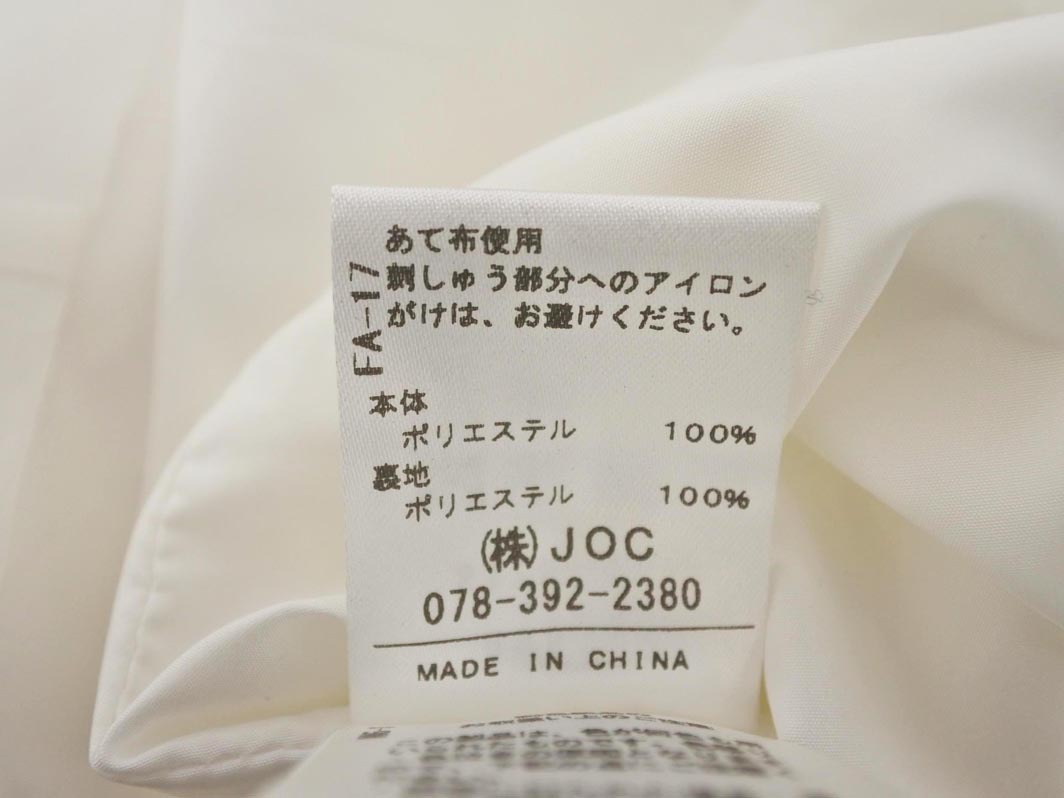 あて布使用
刺しゅう部分へのアイロン
がけは、お避けください。
FA-17
本体
ポリエステル 100%
裏地
ポリエステル 100%
(株)JOC
078-392-2380
MADE IN CHINA